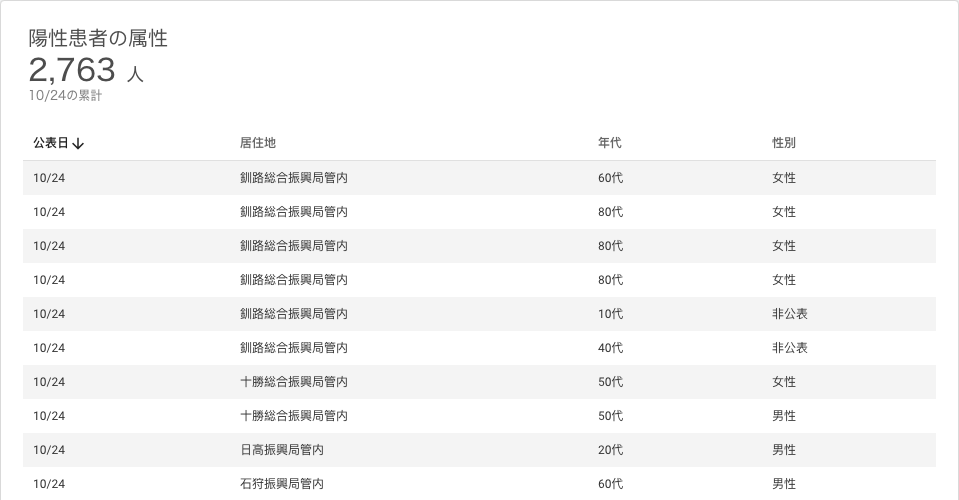 陽性患者の属性
2,763 人
10/24の累計
公表日↓ 居住地 年代 性別
10/24 釧路総合振興局管内 60代 女性
10/24 釧路総合振興局管内 80代 女性
10/24 釧路総合振興局管内 80代 女性
10/24 釧路総合振興局管内 80代 女性
10/24 釧路総合振興局管内 10代 非公表
10/24 釧路総合振興局管内 40代 非公表
10/24 十勝総合振興局管内 50代 女性
10/24 十勝総合振興局管内 50代 男性
10/24 日高振興局管内 20代 男性
10/24 石狩振興局管内 60代 男性